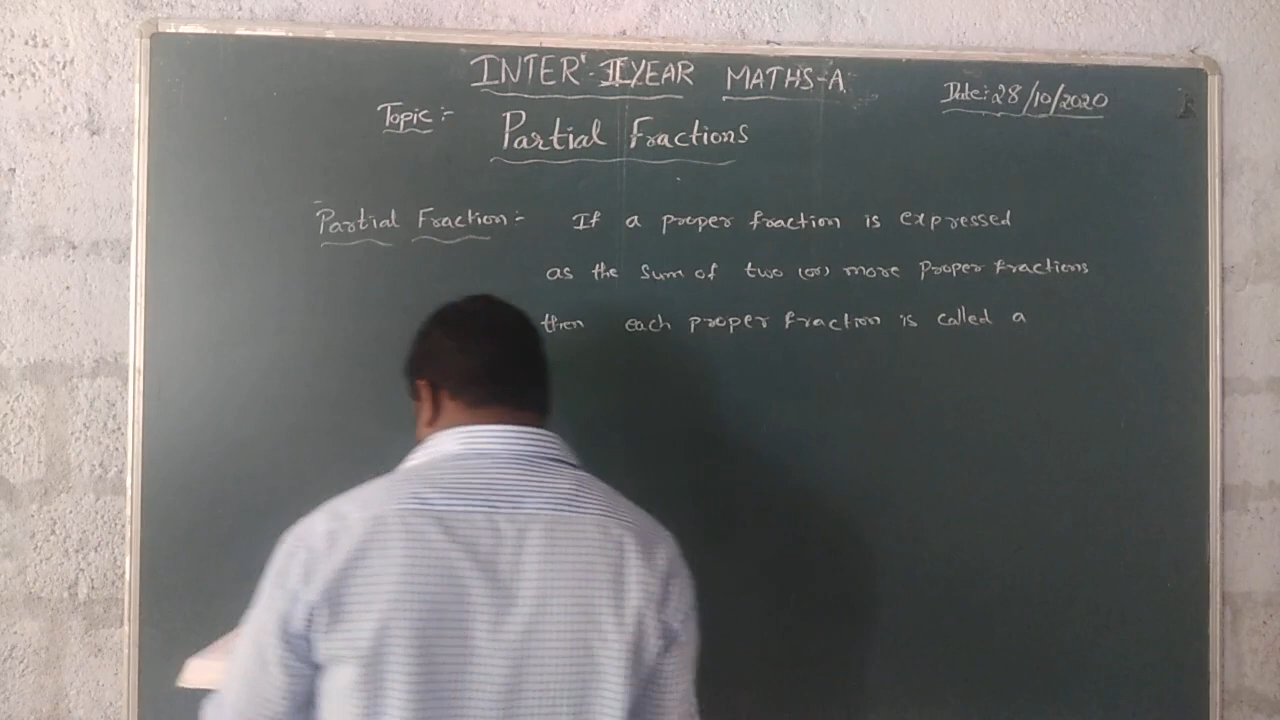 INTER'-II YEAR MATHS-A
Date: 28/10/2020
Topic:-
Partial Fractions
Partial Fraction:- If a proper fraction is expressed
as the sum of two (or) more proper fractions
then each proper fraction is called a